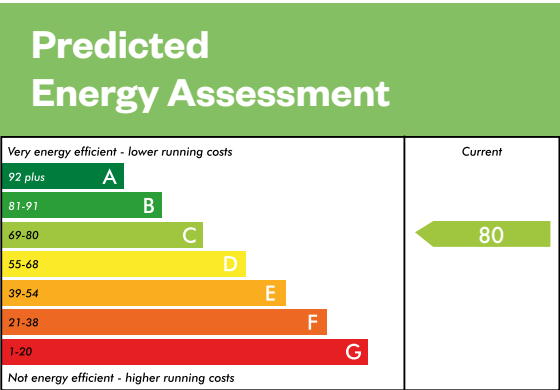 Predicted
Energy Assessment
Very energy efficient - lower running costs
Current
92 plus A
81-91 B
69-80 C
80
55-68 D
39-54 E
21-38 F
1-20 G
Not energy efficient - higher running costs